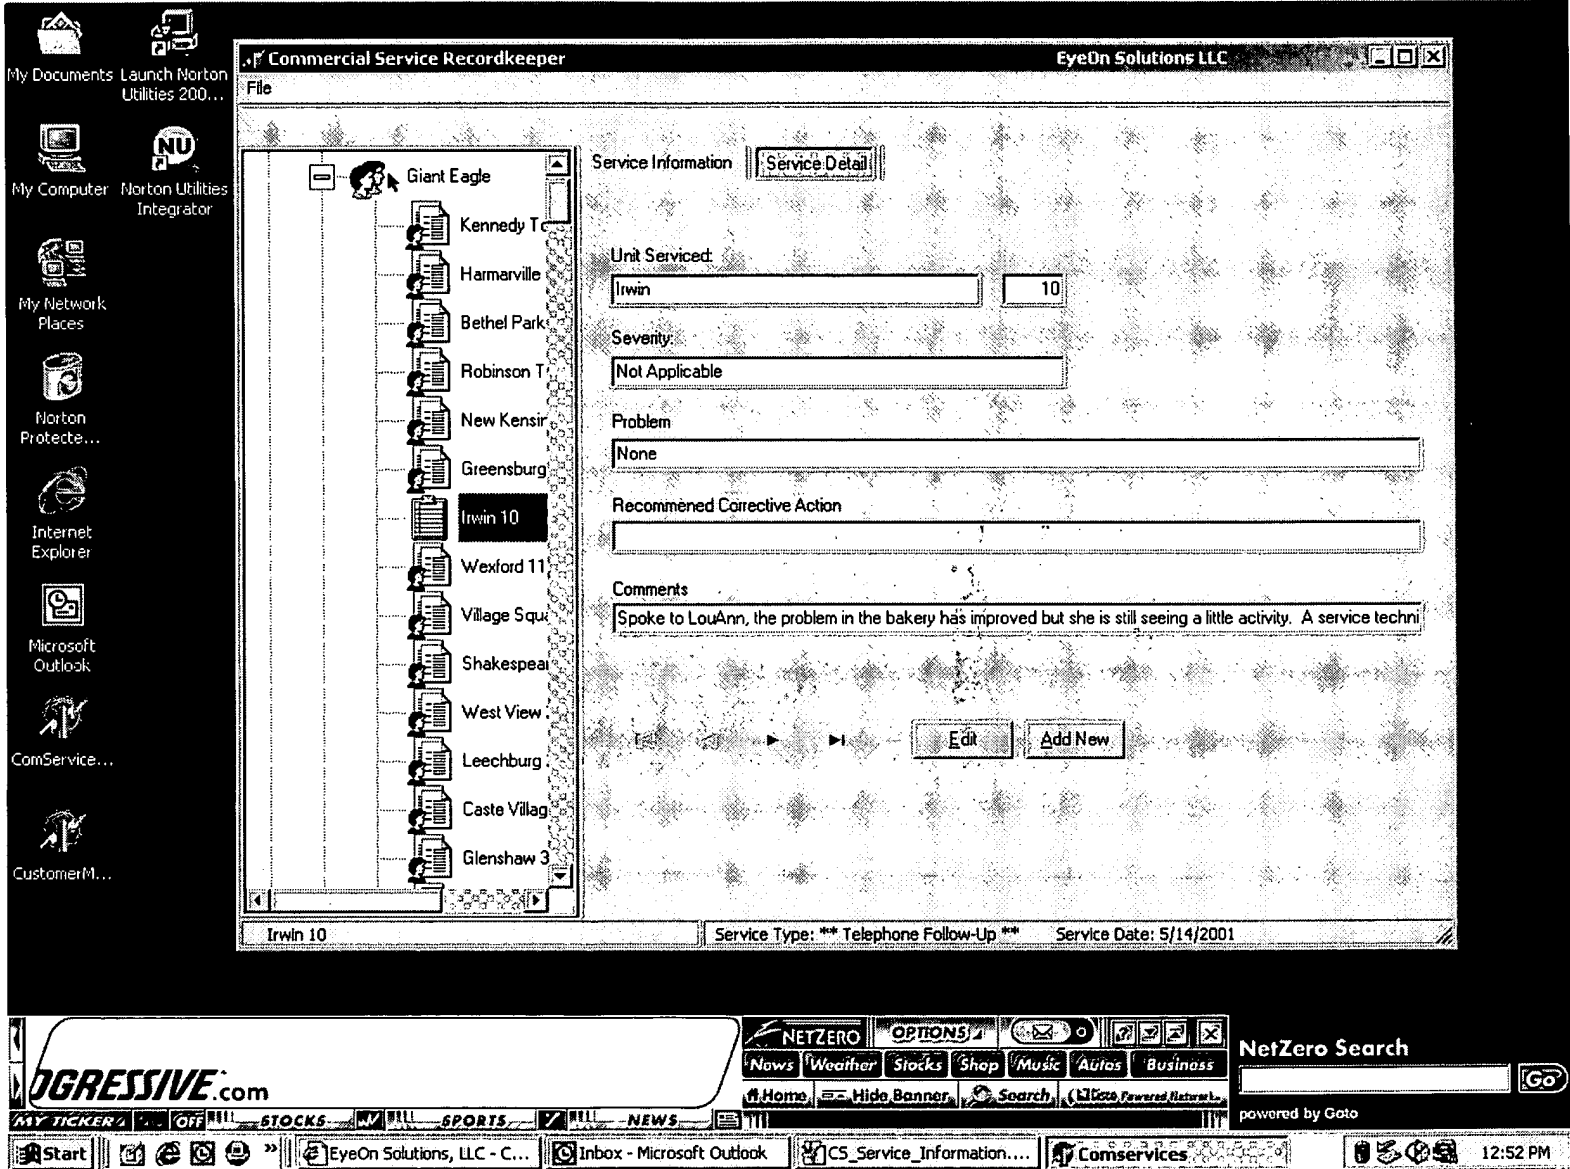 My Documents
Launch Norton
Utilities 200...
My Computer
Norton Utilities
Integrator
My Network
Places
Norton
Protecte...
Internet
Explorer
Microsoft
Outlook
ComService...
CustomerM...
Commercial Service Recordkeeper EyeOn Solutions LLC
File
Giant Eagle
Kennedy To
Harmarville
Bethel Park
Robinson T
New Kensin
Greensburg
Irwin 10
Wexford 11
Village Squ
Shakespear
West View
Leechburg
Caste Villag
Glenshaw 3
Service Information Service Detail
Unit Serviced:
Irwin 10
Severity:
Not Applicable
Problem
None
Recommened Corrective Action
Comments
Spoke to LouAnn, the problem in the bakery has improved but she is still seeing a little activity. A service techni
Edit Add New
Irwin 10 Service Type: ** Telephone Follow-Up ** Service Date: 5/14/2001
OGRESSIVE.com
NETZERO OPTIONS
News Weather Stocks Shop Music Autos Business
Home Hide Banner Search
MY TICKER OFF STOCKS SPORTS NEWS
NetZero Search
Go
powered by Goto
Start EyeOn Solutions, LLC - C... Inbox - Microsoft Outlook CS_Service_Information.... Comservices 12:52 PM